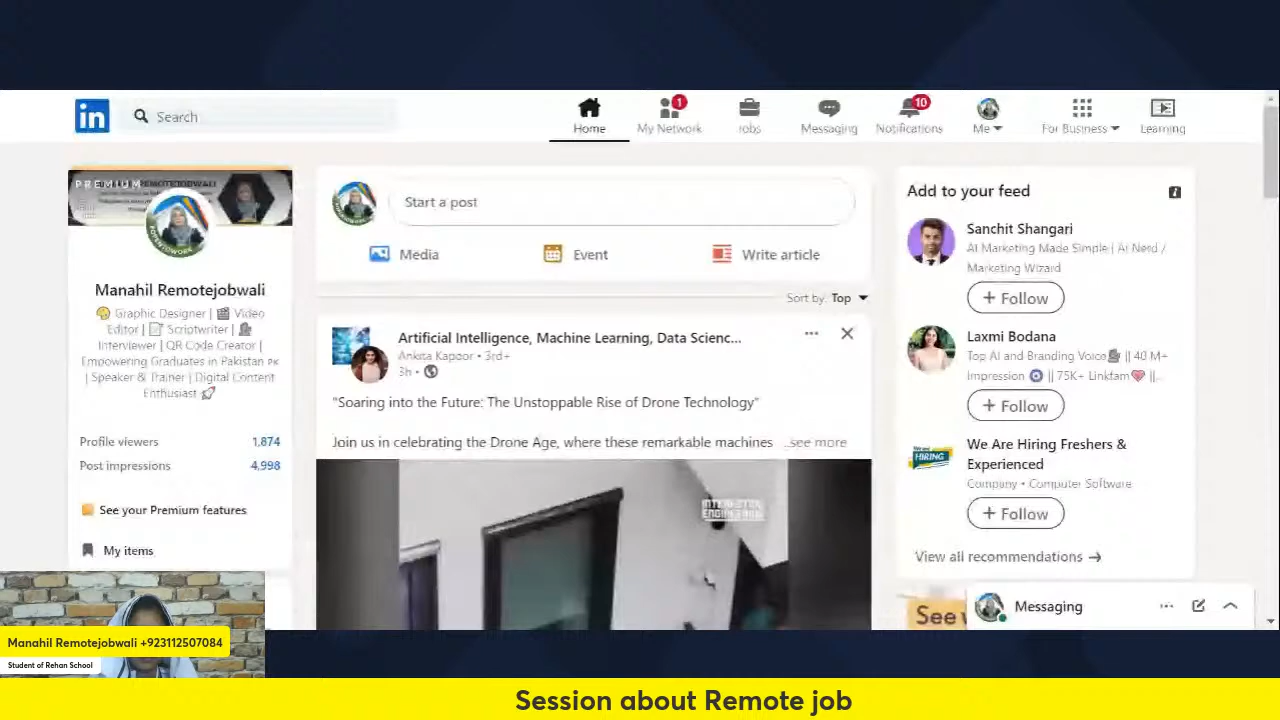 in
Search
Home
1
My Network
Jobs
Messaging
10
Notifications
Me
For Business
Learning
PREMIUM
REMOTEJOBWALI
#OPENTOWORK
Manahil Remotejobwali
Graphic Designer | Video
Editor | Scriptwriter |
Interviewer | QR Code Creator |
Empowering Graduates in Pakistan PK
| Speaker & Trainer | Digital Content
Enthusiast
Profile viewers 1,874
Post impressions 4,998
See your Premium features
My items
Start a post
Media
Event
Write article
Sort by: Top
Artificial Intelligence, Machine Learning, Data Scienc...
Ankita Kapoor • 3rd+
3h •
"Soaring into the Future: The Unstoppable Rise of Drone Technology"
Join us in celebrating the Drone Age, where these remarkable machines ...see more
Add to your feed
Sanchit Shangari
AI Marketing Made Simple | AI Nerd /
Marketing Wizard
+ Follow
Laxmi Bodana
Top AI and Branding Voice || 40 M+
Impression || 75K+ Linkfam ||...
+ Follow
HIRING
We Are Hiring Freshers &
Experienced
Company • Computer Software
+ Follow
View all recommendations →
See
Messaging
Manahil Remotejobwali +923112507084
Student of Rehan School
Session about Remote job